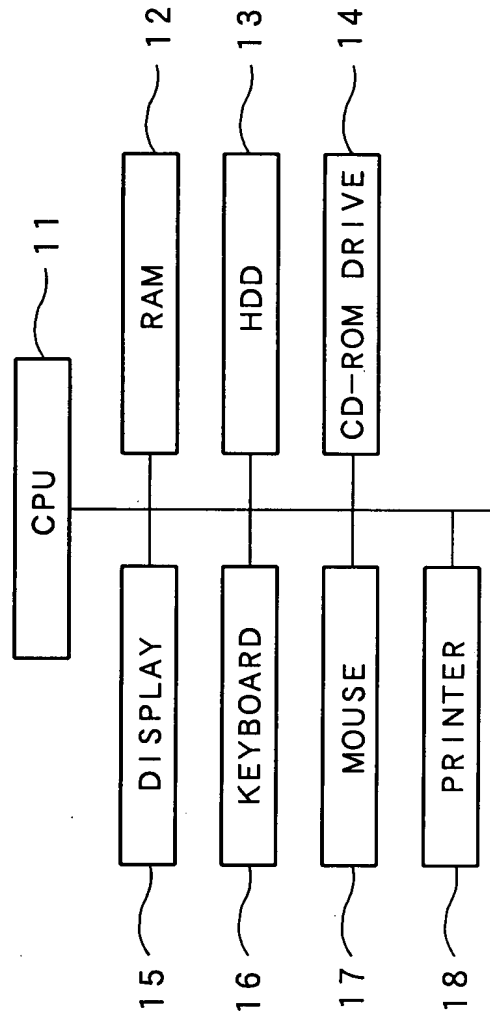 CPU 11
15 DISPLAY RAM 12
16 KEYBOARD HDD 13
17 MOUSE CD-ROM DRIVE 14
18 PRINTER